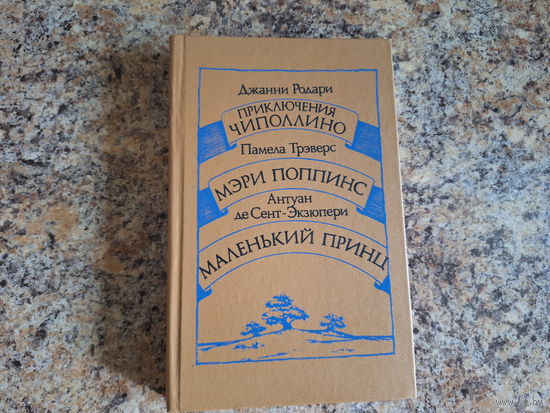 Джанни Родари
ПРИКЛЮЧЕНИЯ
ЧИПОЛЛИНО
Памела Трэверс
МЭРИ ПОППИНС
Антуан
де Сент-Экзюпери
МАЛЕНЬКИЙ ПРИНЦ